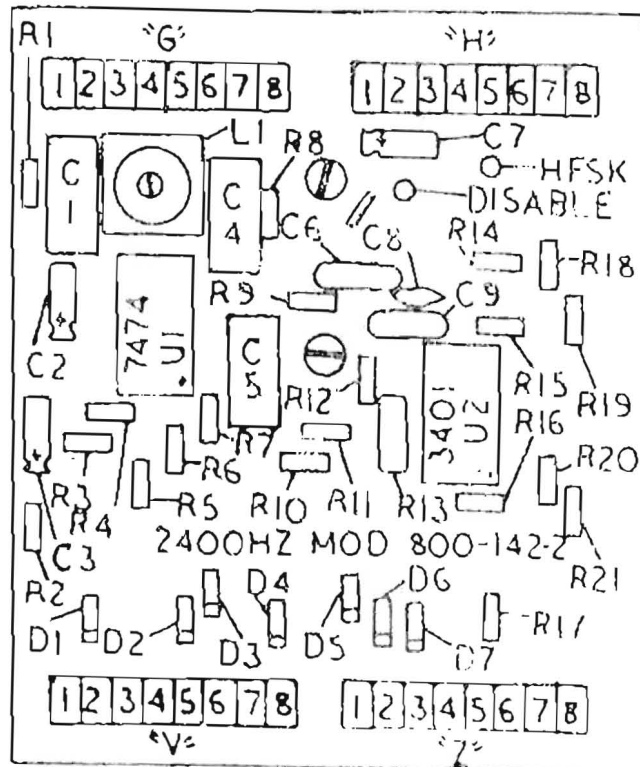 R1 "G" "H"
1 2 3 4 5 6 7 8 1 2 3 4 5 6 7 8
L1 R8 C7
C1 HFSK
C4 DISABLE
C6 C8 R14 R18
R9 C9
7474 U1
C2 C5 R12 3401 U2 R15 R19
R16
R3 R4 R6 R7 R20
R5 R10 R11 R13
C3 2400HZ MOD 800-142-2
R2 D4 D6 R21
D1 D2 D3 D5 D7 R17
1 2 3 4 5 6 7 8 1 2 3 4 5 6 7 8
"V"